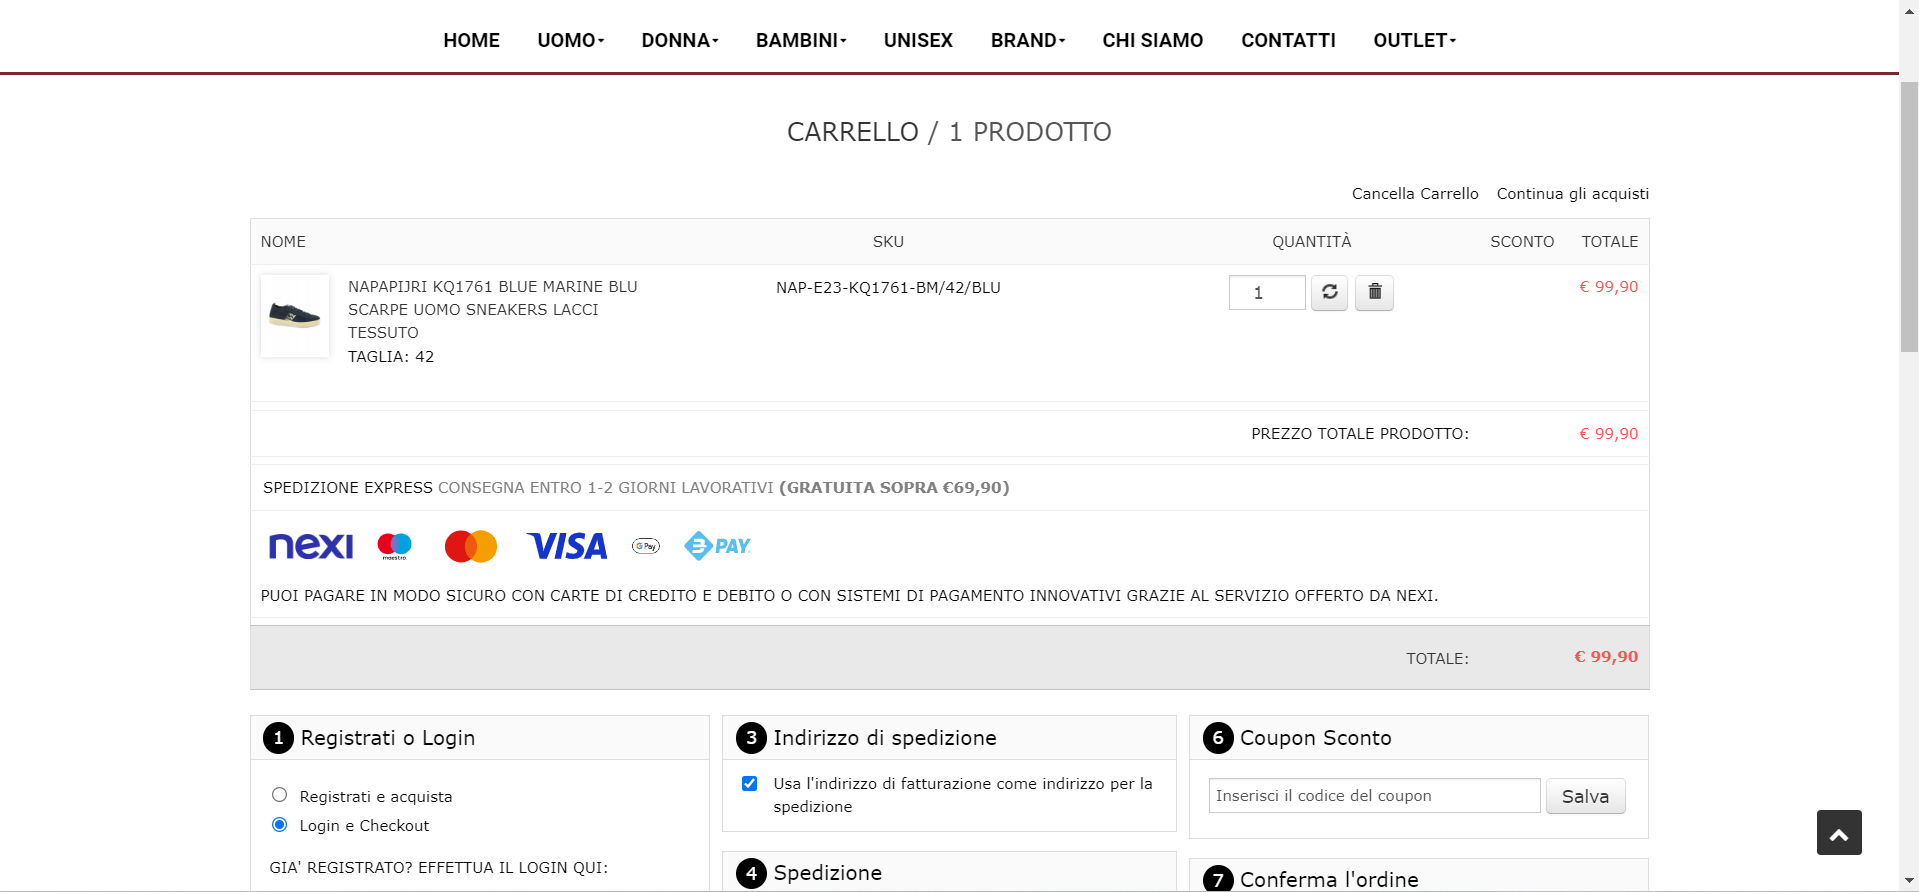 HOME UOMO DONNA BAMBINI UNISEX BRAND CHI SIAMO CONTATTI OUTLET
CARRELLO / 1 PRODOTTO
Cancella Carrello Continua gli acquisti
NOME SKU QUANTITÀ SCONTO TOTALE
NAPAPIJRI KQ1761 BLUE MARINE BLU
SCARPE UOMO SNEAKERS LACCI
TESSUTO
TAGLIA: 42
NAP-E23-KQ1761-BM/42/BLU
1
€ 99,90
PREZZO TOTALE PRODOTTO: € 99,90
SPEDIZIONE EXPRESS CONSEGNA ENTRO 1-2 GIORNI LAVORATIVI (GRATUITA SOPRA €69,90)
nexi maestro VISA G Pay PAY
PUOI PAGARE IN MODO SICURO CON CARTE DI CREDITO E DEBITO O CON SISTEMI DI PAGAMENTO INNOVATIVI GRAZIE AL SERVIZIO OFFERTO DA NEXI.
TOTALE: € 99,90
1 Registrati o Login
Registrati e acquista
Login e Checkout
GIA' REGISTRATO? EFFETTUA IL LOGIN QUI:
3 Indirizzo di spedizione
Usa l'indirizzo di fatturazione come indirizzo per la
spedizione
4 Spedizione
6 Coupon Sconto
Inserisci il codice del coupon Salva
7 Conferma l'ordine